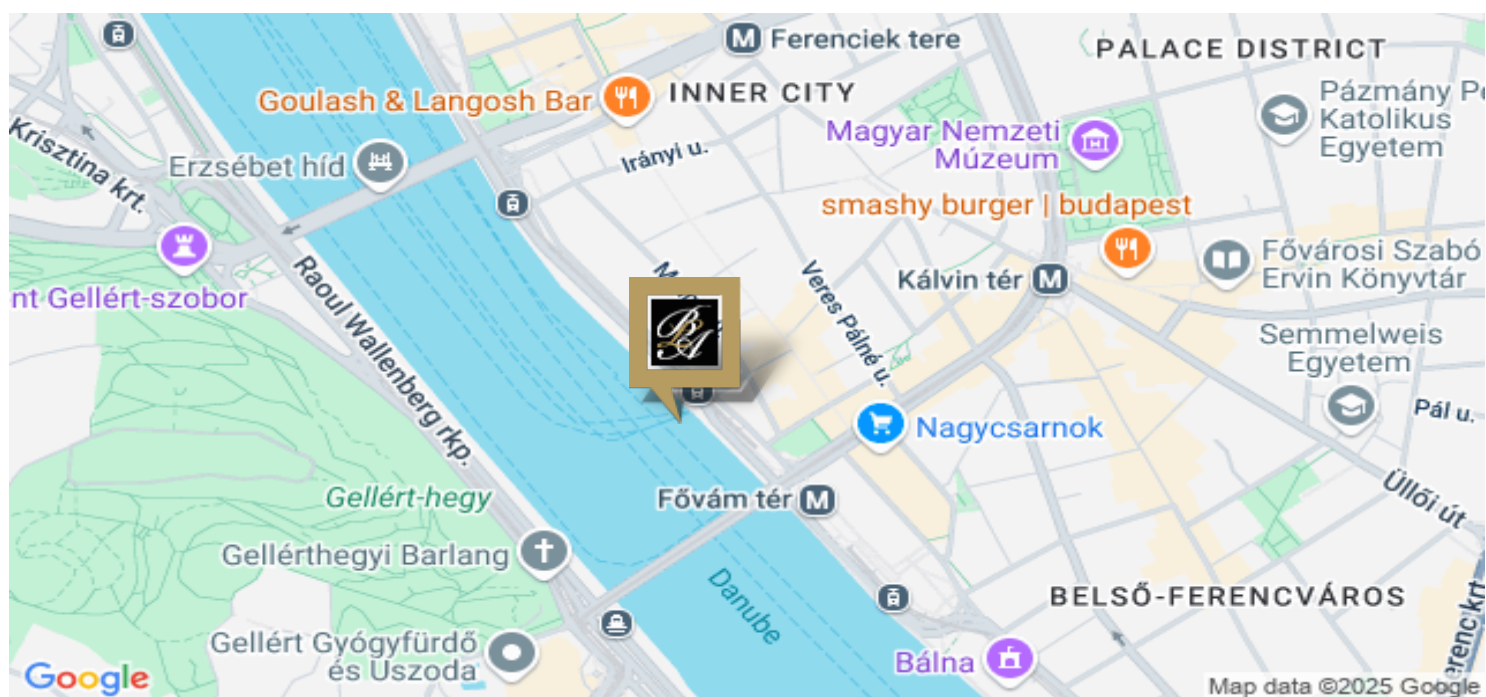 Ferenciek tere
PALACE DISTRICT
Goulash & Langosh Bar
INNER CITY
Pázmány
Katolikus
Egyetem
Krisztina krt.
Erzsébet híd
Irányi u.
Magyar Nemzeti
Múzeum
smashy burger | budapest
nt Gellért-szobor
Raoul Wallenberg rkp.
Veres Pálné u.
Kálvin tér
Fővárosi Szabó
Ervin Könyvtár
BLA
Semmelweis
Egyetem
Pál u.
Nagycsarnok
Gellért-hegy
Fővám tér
Üllői út
Gellérthegyi Barlang
Danube
BELSŐ-FERENCVÁROS
Gellért Gyógyfürdő
és Uszoda
Bálna
Ferenc krt.
Google
Map data ©2025 Google